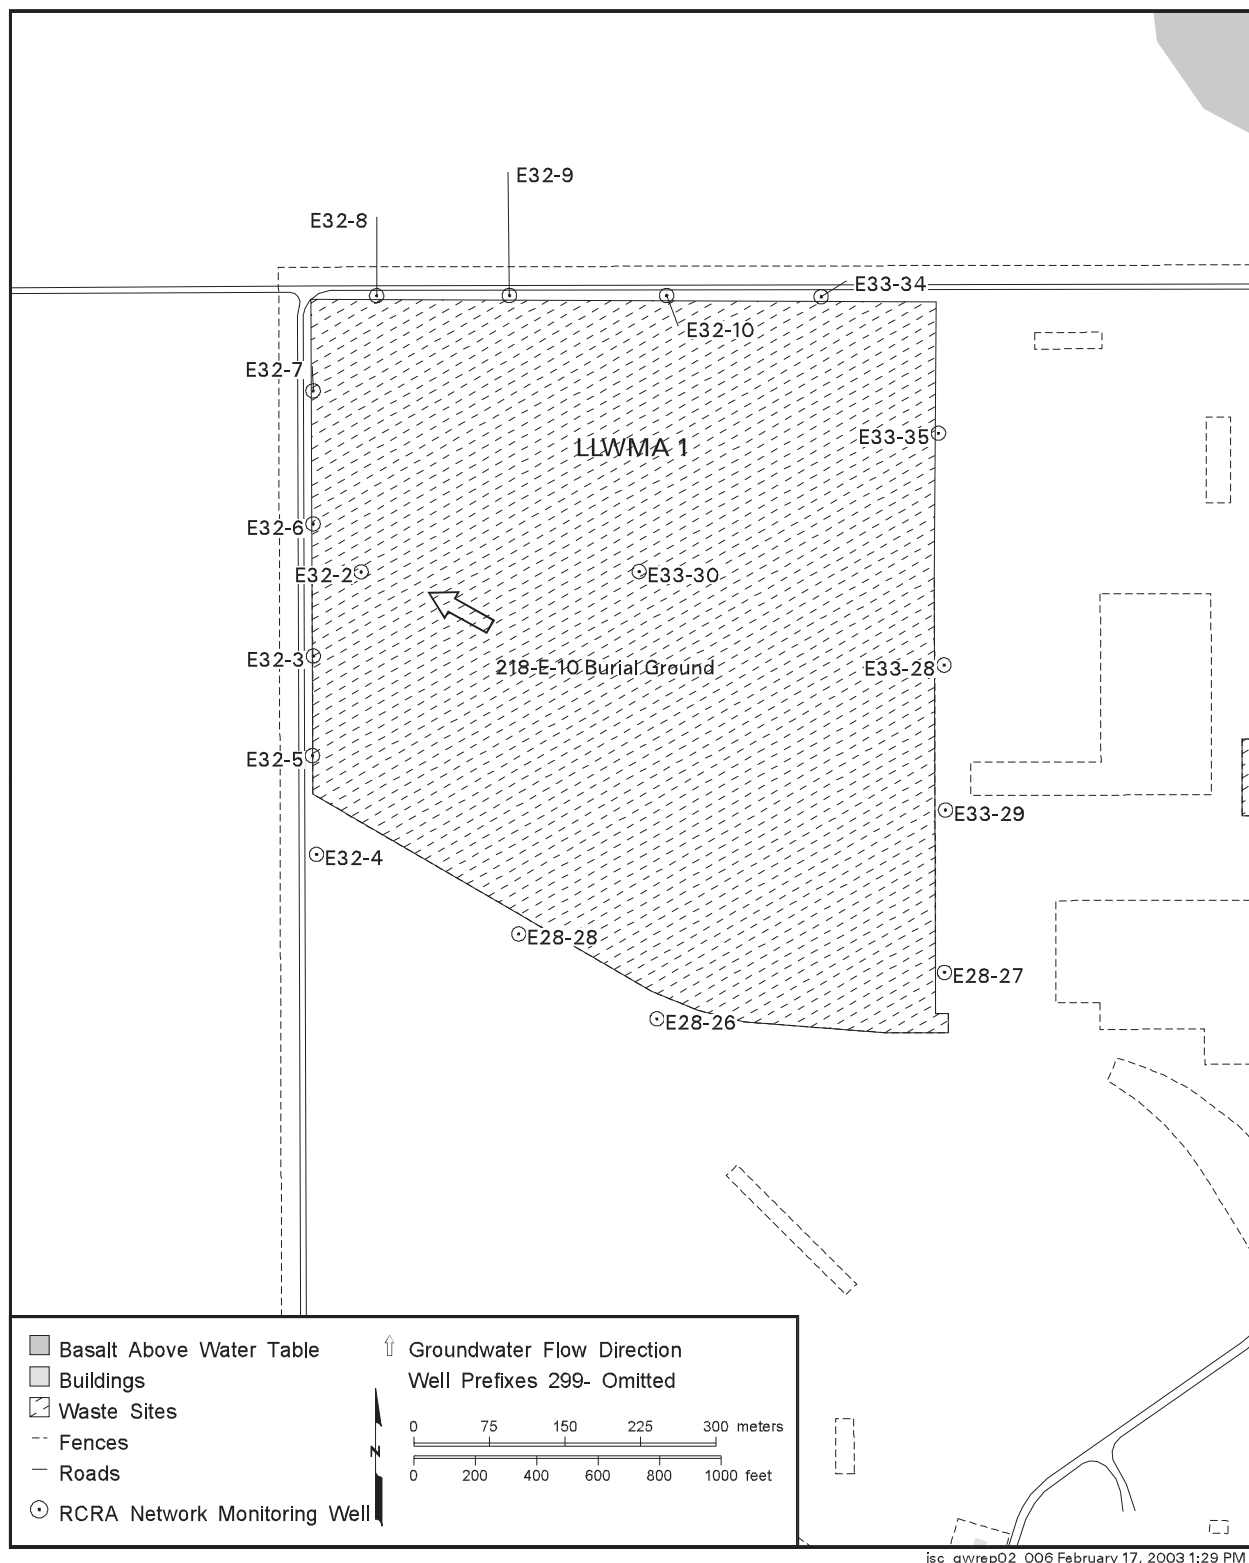 E32-9
E32-8
E33-34
E32-10
E32-7
E33-35
LLWMA 1
E32-6
E32-2
E33-30
E32-3
218-E-10 Burial Ground
E33-28
E32-5
E33-29
E32-4
E28-28
E28-27
E28-26
Basalt Above Water Table
Buildings
Waste Sites
Fences
Roads
RCRA Network Monitoring Well
Groundwater Flow Direction
Well Prefixes 299- Omitted
N
0 75 150 225 300 meters
0 200 400 600 800 1000 feet
isc_gwrep02_006 February 17, 2003 1:29 PM